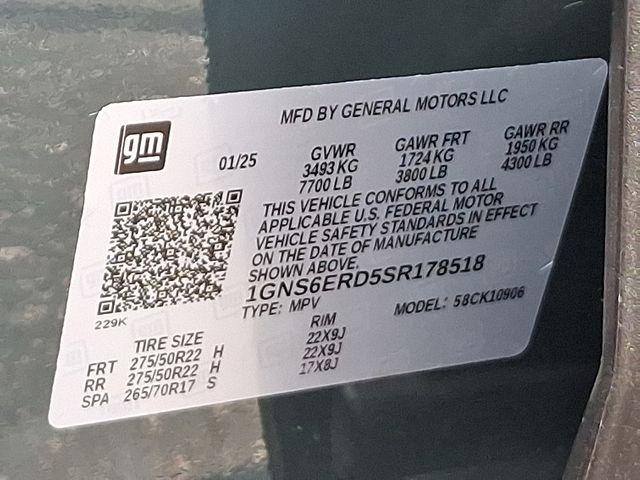 MFD BY GENERAL MOTORS LLC
gm
01/25 GVWR GAWR FRT GAWR RR
3493 KG 1724 KG 1950 KG
7700 LB 3800 LB 4300 LB
THIS VEHICLE CONFORMS TO ALL
APPLICABLE U.S. FEDERAL MOTOR
VEHICLE SAFETY STANDARDS IN EFFECT
ON THE DATE OF MANUFACTURE
SHOWN ABOVE.
1GNS6ERD5SR178518
TYPE: MPV MODEL: 58CK10906
229K
TIRE SIZE RIM
FRT 275/50R22 H 22X9J
RR 275/50R22 H 22X9J
SPA 265/70R17 S 17X8J